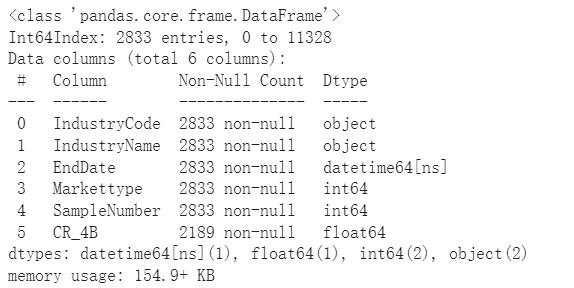 <class 'pandas.core.frame.DataFrame'>
Int64Index: 2833 entries, 0 to 11328
Data columns (total 6 columns):
 #   Column        Non-Null Count  Dtype
---  ------        --------------  -----
 0   IndustryCode  2833 non-null   object
 1   IndustryName  2833 non-null   object
 2   EndDate       2833 non-null   datetime64[ns]
 3   Markettype    2833 non-null   int64
 4   SampleNumber  2833 non-null   int64
 5   CR_4B         2189 non-null   float64
dtypes: datetime64[ns](1), float64(1), int64(2), object(2)
memory usage: 154.9+ KB